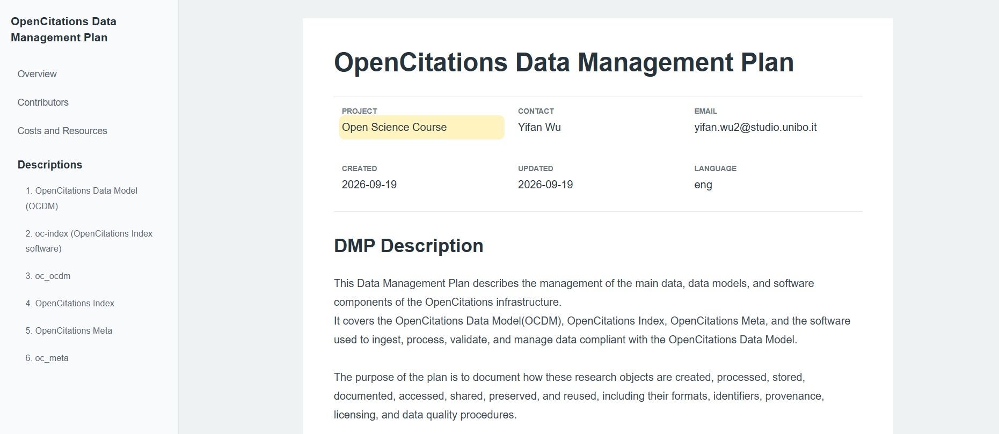 OpenCitations Data
Management Plan
Overview
Contributors
Costs and Resources
Descriptions
1. OpenCitations Data Model
(OCDM)
2. oc-index (OpenCitations Index
software)
3. oc_ocdm
4. OpenCitations Index
5. OpenCitations Meta
6. oc_meta
OpenCitations Data Management Plan
PROJECT
Open Science Course
CONTACT
Yifan Wu
EMAIL
yifan.wu2@studio.unibo.it
CREATED
2026-09-19
UPDATED
2026-09-19
LANGUAGE
eng
DMP Description
This Data Management Plan describes the management of the main data, data models, and software
components of the OpenCitations infrastructure.
It covers the OpenCitations Data Model(OCDM), OpenCitations Index, OpenCitations Meta, and the software
used to ingest, process, validate, and manage data compliant with the OpenCitations Data Model.
The purpose of the plan is to document how these research objects are created, processed, stored,
documented, accessed, shared, preserved, and reused, including their formats, identifiers, provenance,
licensing, and data quality procedures.